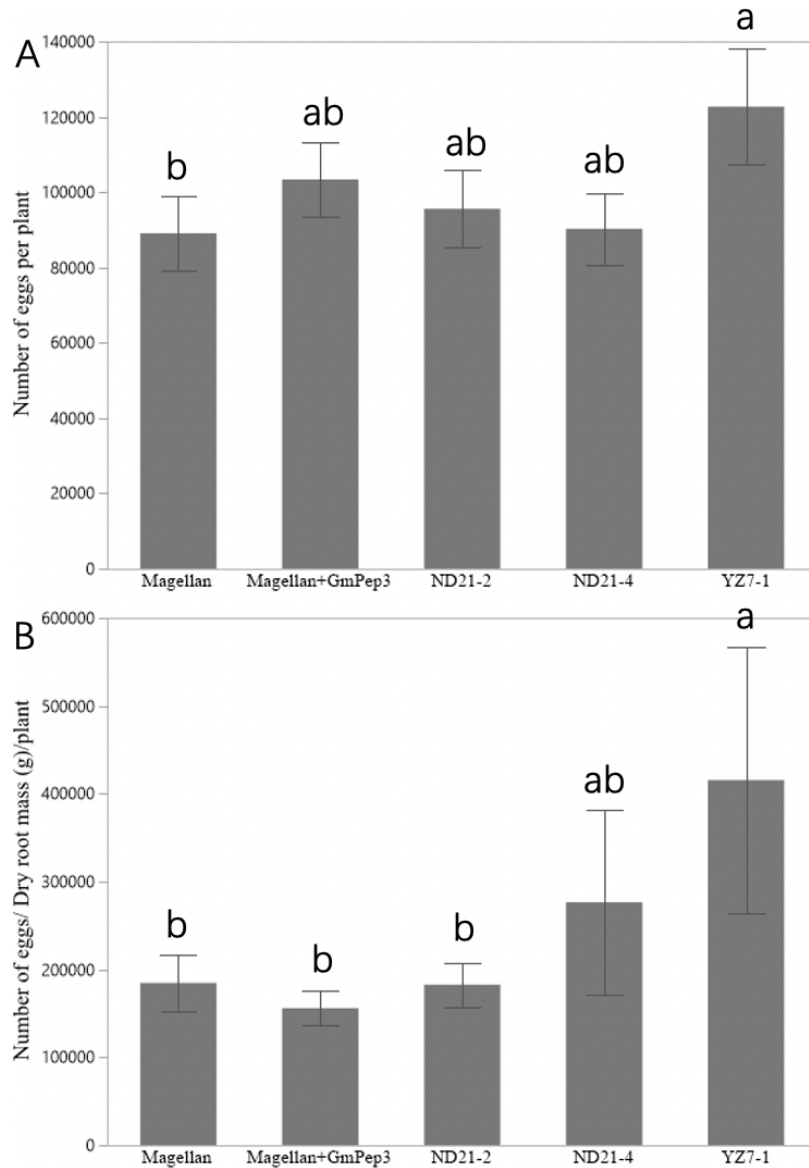 A
a
140000
120000
ab
ab
ab
b
100000
80000
60000
40000
20000
0
Number of eggs per plant
Magellan Magellan+GmPep3 ND21-2 ND21-4 YZ7-1
B
a
600000
500000
400000
ab
300000
b
b
b
200000
100000
0
Number of eggs/ Dry root mass (g)/plant
Magellan Magellan+GmPep3 ND21-2 ND21-4 YZ7-1